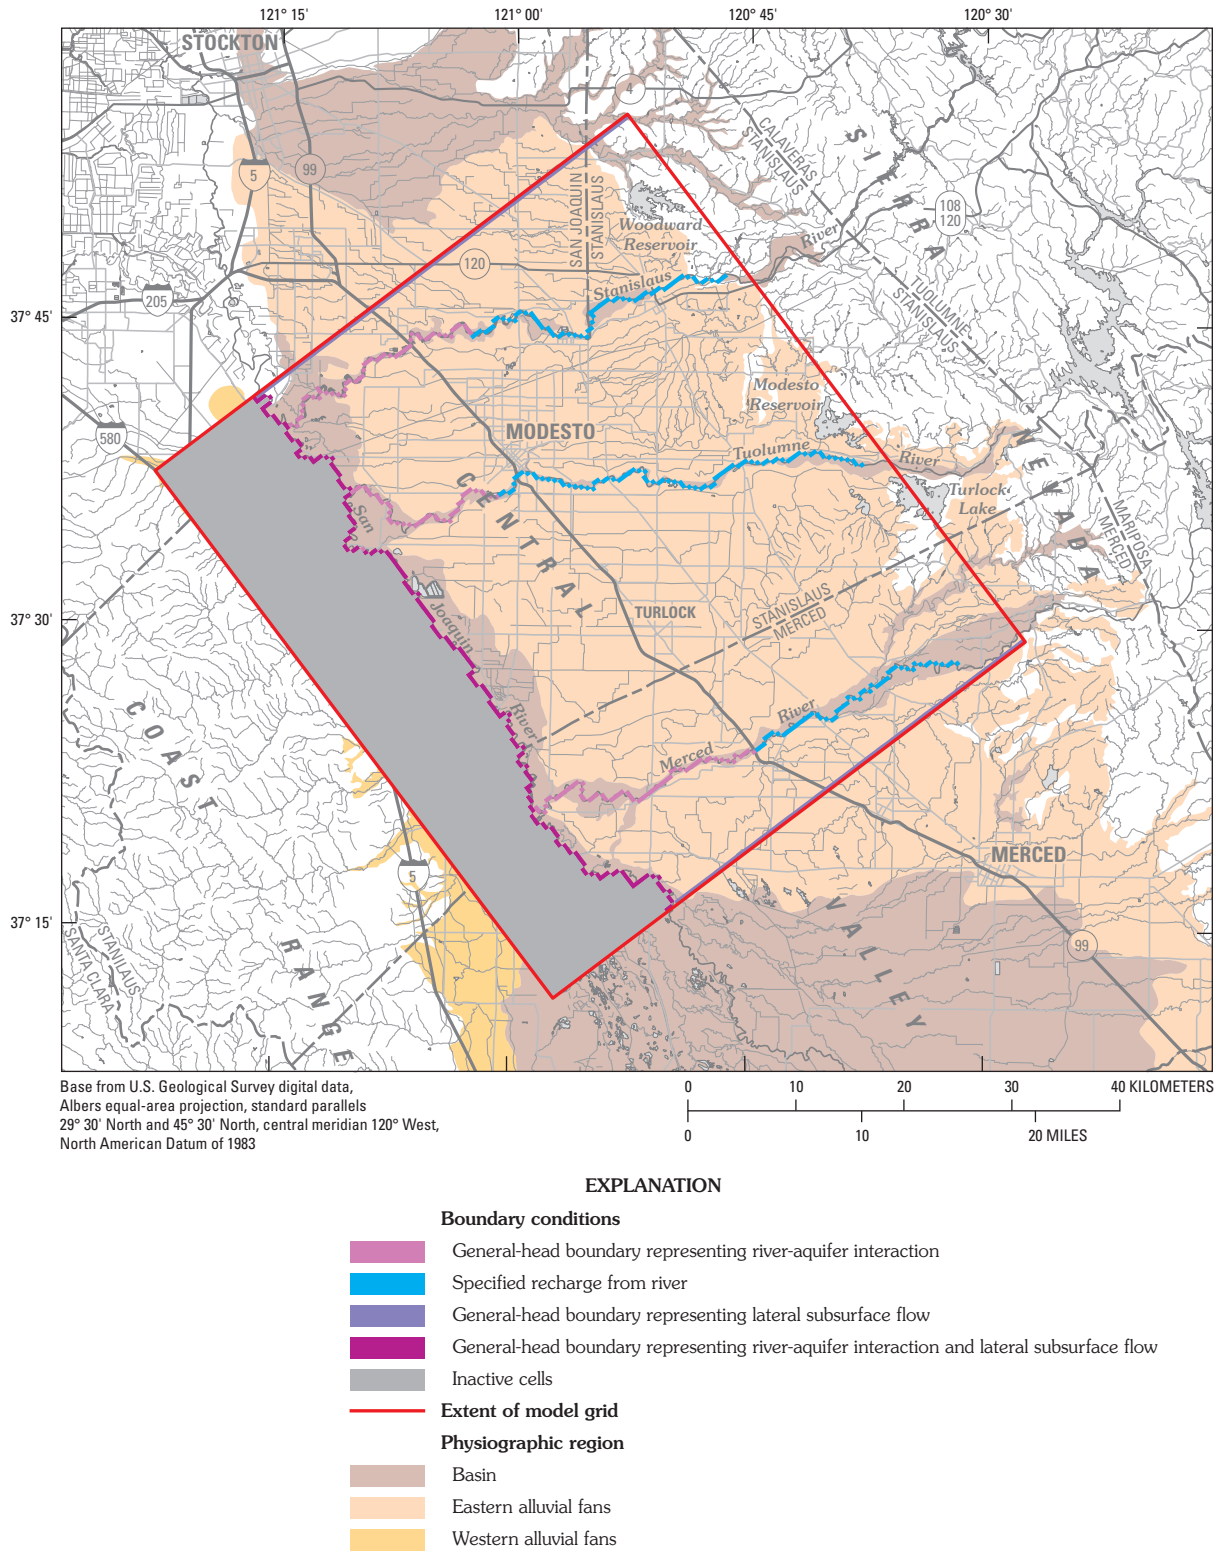 121° 15'
121° 00'
120° 45'
120° 30'
STOCKTON
4
CALAVERAS
STANISLAUS
SIERRA
5
99
SAN JOAQUIN
STANISLAUS
108
120
Woodward
Reservoir
River
120
Stanislaus
205
TUOLUMNE
STANISLAUS
37° 45'
Modesto
Reservoir
580
MODESTO
NEVADA
Tuolumne
River
CENTRAL
Turlock
Lake
San
MARIPOSA
MERCED
STANISLAUS
MERCED
TURLOCK
37° 30'
Joaquin
River
COAST
River
Merced
MERCED
5
37° 15'
VALLEY
STANISLAUS
SANTA CLARA
RANGE
99
Base from U.S. Geological Survey digital data,
Albers equal-area projection, standard parallels
29° 30' North and 45° 30' North, central meridian 120° West,
North American Datum of 1983
0 10 20 30 40 KILOMETERS
0 10 20 MILES
EXPLANATION
Boundary conditions
General-head boundary representing river-aquifer interaction
Specified recharge from river
General-head boundary representing lateral subsurface flow
General-head boundary representing river-aquifer interaction and lateral subsurface flow
Inactive cells
Extent of model grid
Physiographic region
Basin
Eastern alluvial fans
Western alluvial fans